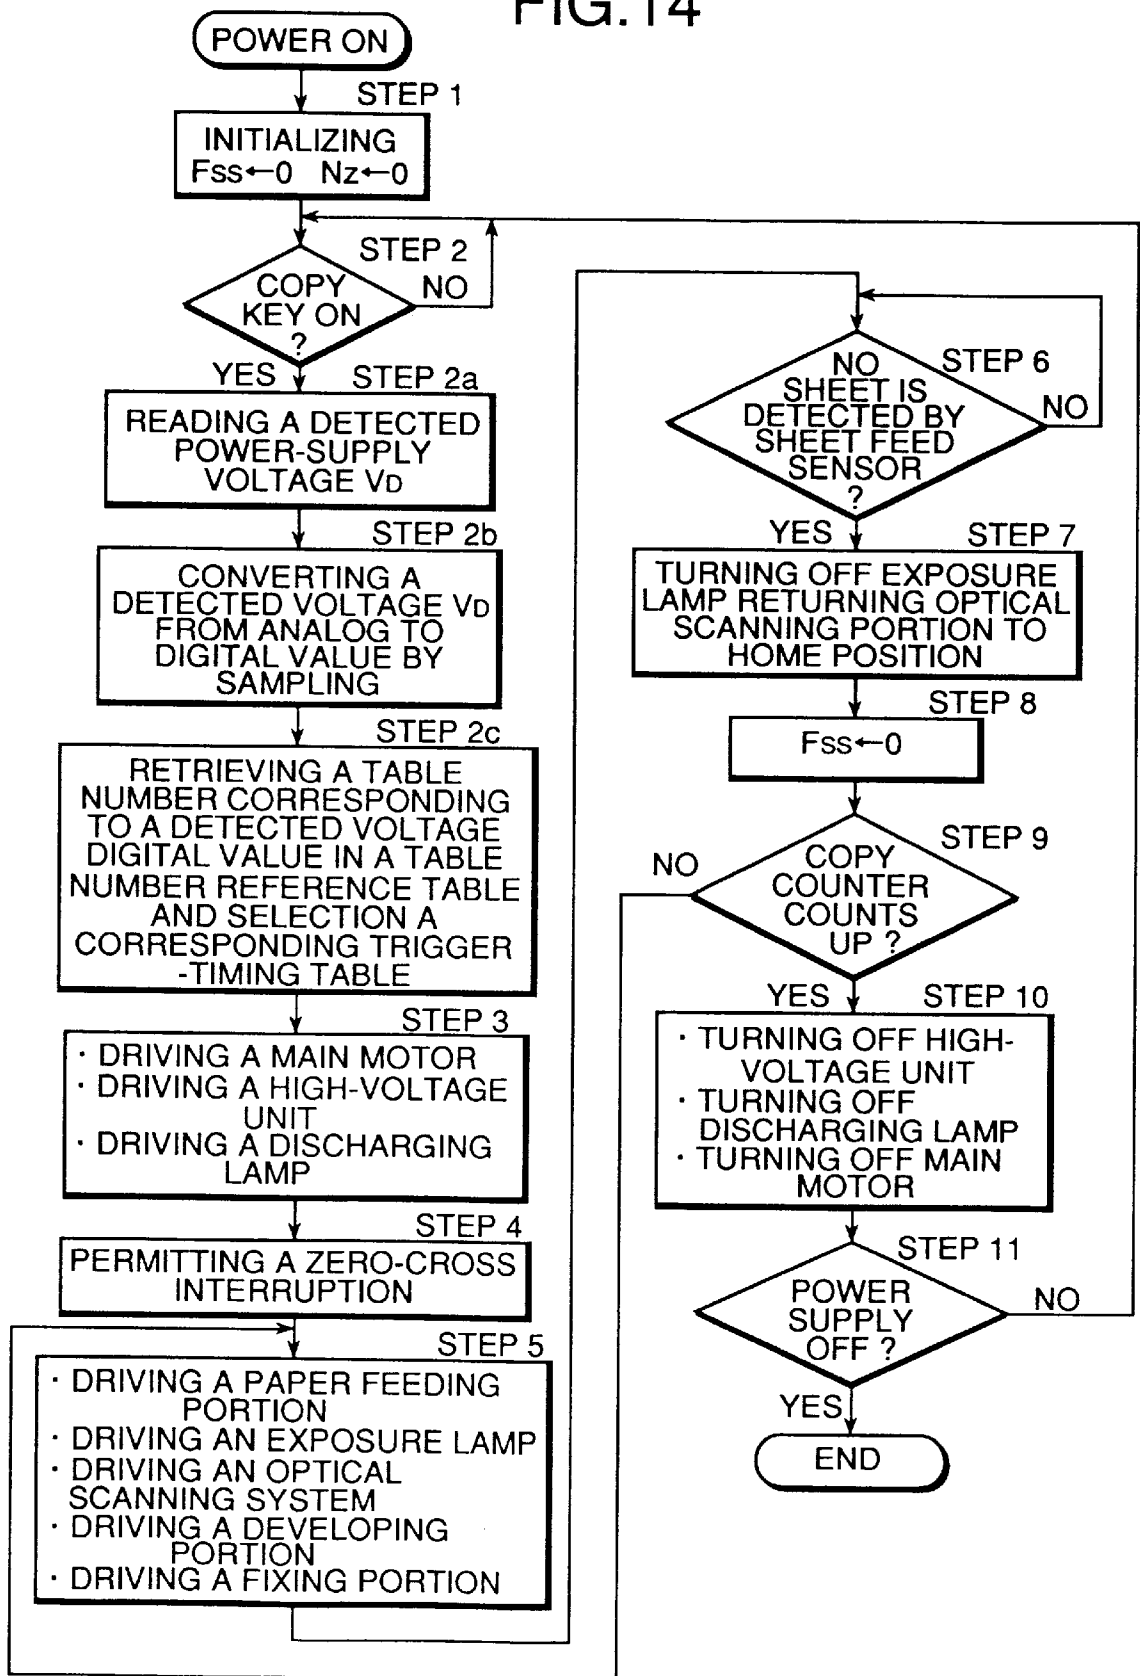 FIG.14
POWER ON
STEP 1
INITIALIZING
Fss←0 Nz←0
STEP 2
COPY
KEY ON
?
NO
YES
STEP 2a
READING A DETECTED
POWER-SUPPLY
VOLTAGE VD
STEP 2b
CONVERTING A
DETECTED VOLTAGE VD
FROM ANALOG TO
DIGITAL VALUE BY
SAMPLING
STEP 2c
RETRIEVING A TABLE
NUMBER CORRESPONDING
TO A DETECTED VOLTAGE
DIGITAL VALUE IN A TABLE
NUMBER REFERENCE TABLE
AND SELECTION A
CORRESPONDING TRIGGER
-TIMING TABLE
STEP 3
· DRIVING A MAIN MOTOR
· DRIVING A HIGH-VOLTAGE
UNIT
· DRIVING A DISCHARGING
LAMP
STEP 4
PERMITTING A ZERO-CROSS
INTERRUPTION
STEP 5
· DRIVING A PAPER FEEDING
PORTION
· DRIVING AN EXPOSURE LAMP
· DRIVING AN OPTICAL
SCANNING SYSTEM
· DRIVING A DEVELOPING
PORTION
· DRIVING A FIXING PORTION
STEP 6
NO
SHEET IS
DETECTED BY
SHEET FEED
SENSOR
?
NO
YES
STEP 7
TURNING OFF EXPOSURE
LAMP RETURNING OPTICAL
SCANNING PORTION TO
HOME POSITION
STEP 8
Fss←0
STEP 9
COPY
COUNTER
COUNTS
UP ?
NO
YES
STEP 10
· TURNING OFF HIGH-
VOLTAGE UNIT
· TURNING OFF
DISCHARGING LAMP
· TURNING OFF MAIN
MOTOR
STEP 11
POWER
SUPPLY
OFF ?
NO
YES
END